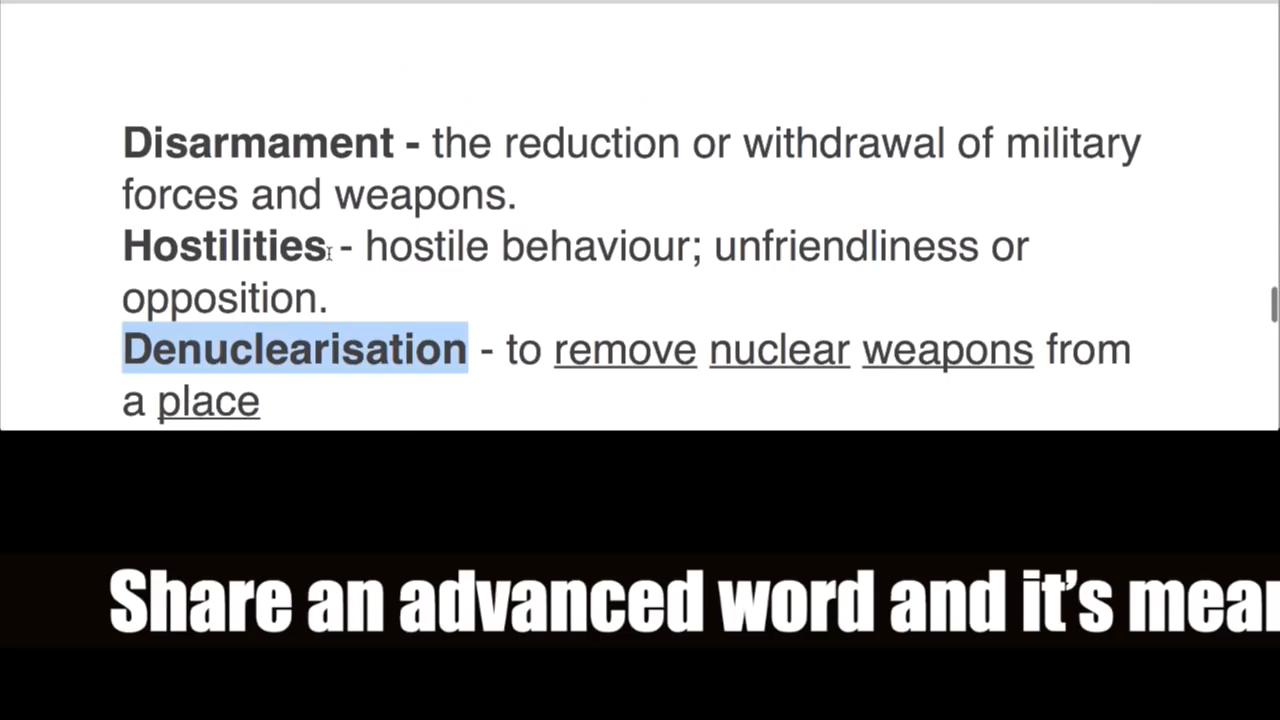 Disarmament - the reduction or withdrawal of military
forces and weapons.
Hostilities - hostile behaviour; unfriendliness or
opposition.
Denuclearisation - to remove nuclear weapons from
a place
Share an advanced word and it's